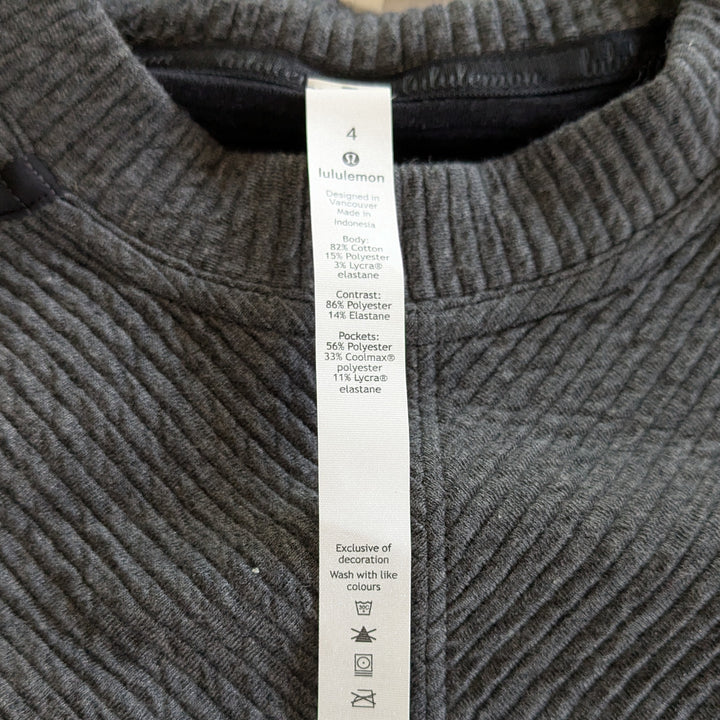 4
lululemon
Designed in
Vancouver
Made in
Indonesia
Body:
82% Cotton
15% Polyester
3% Lycra®
elastane
Contrast:
86% Polyester
14% Elastane
Pockets:
56% Polyester
33% Coolmax®
polyester
11% Lycra®
elastane
Exclusive of
decoration
Wash with like
colours
30C